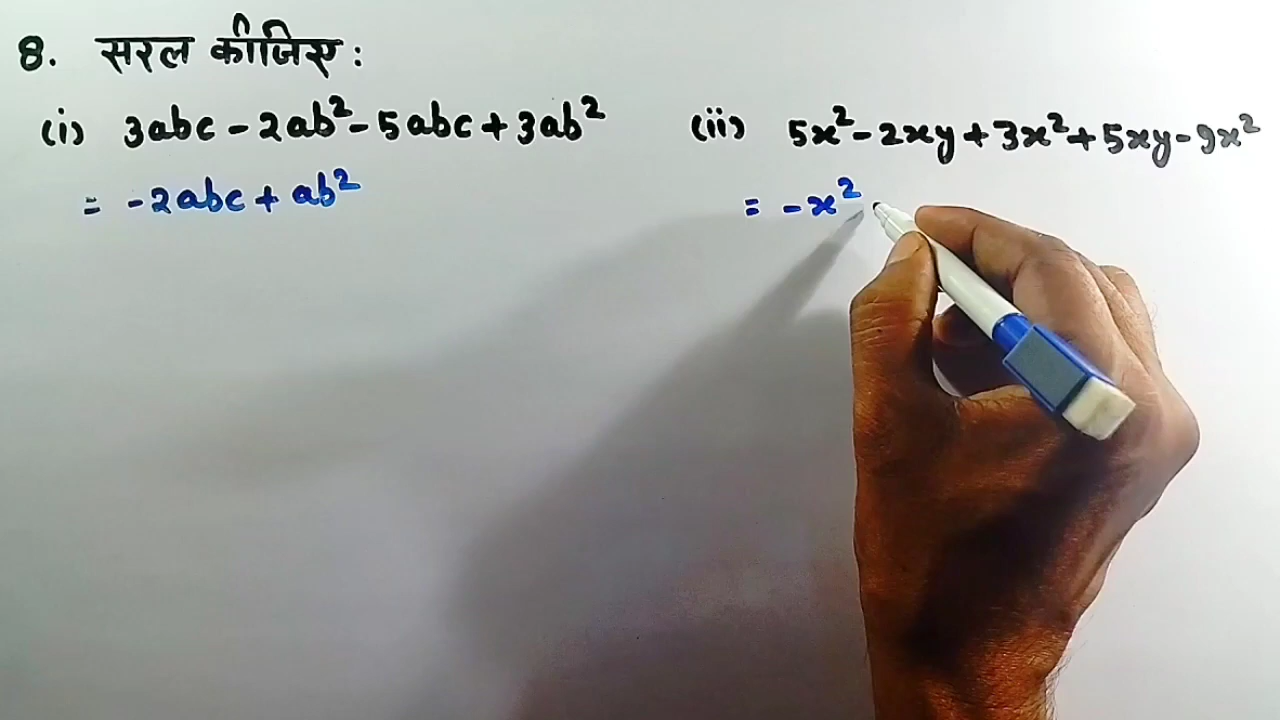 8. सरल कीजिए:
(i) 3abc - 2ab² - 5abc + 3ab²
= -2abc + ab²
(ii) 5x² - 2xy + 3x² + 5xy - 9x²
= -x²